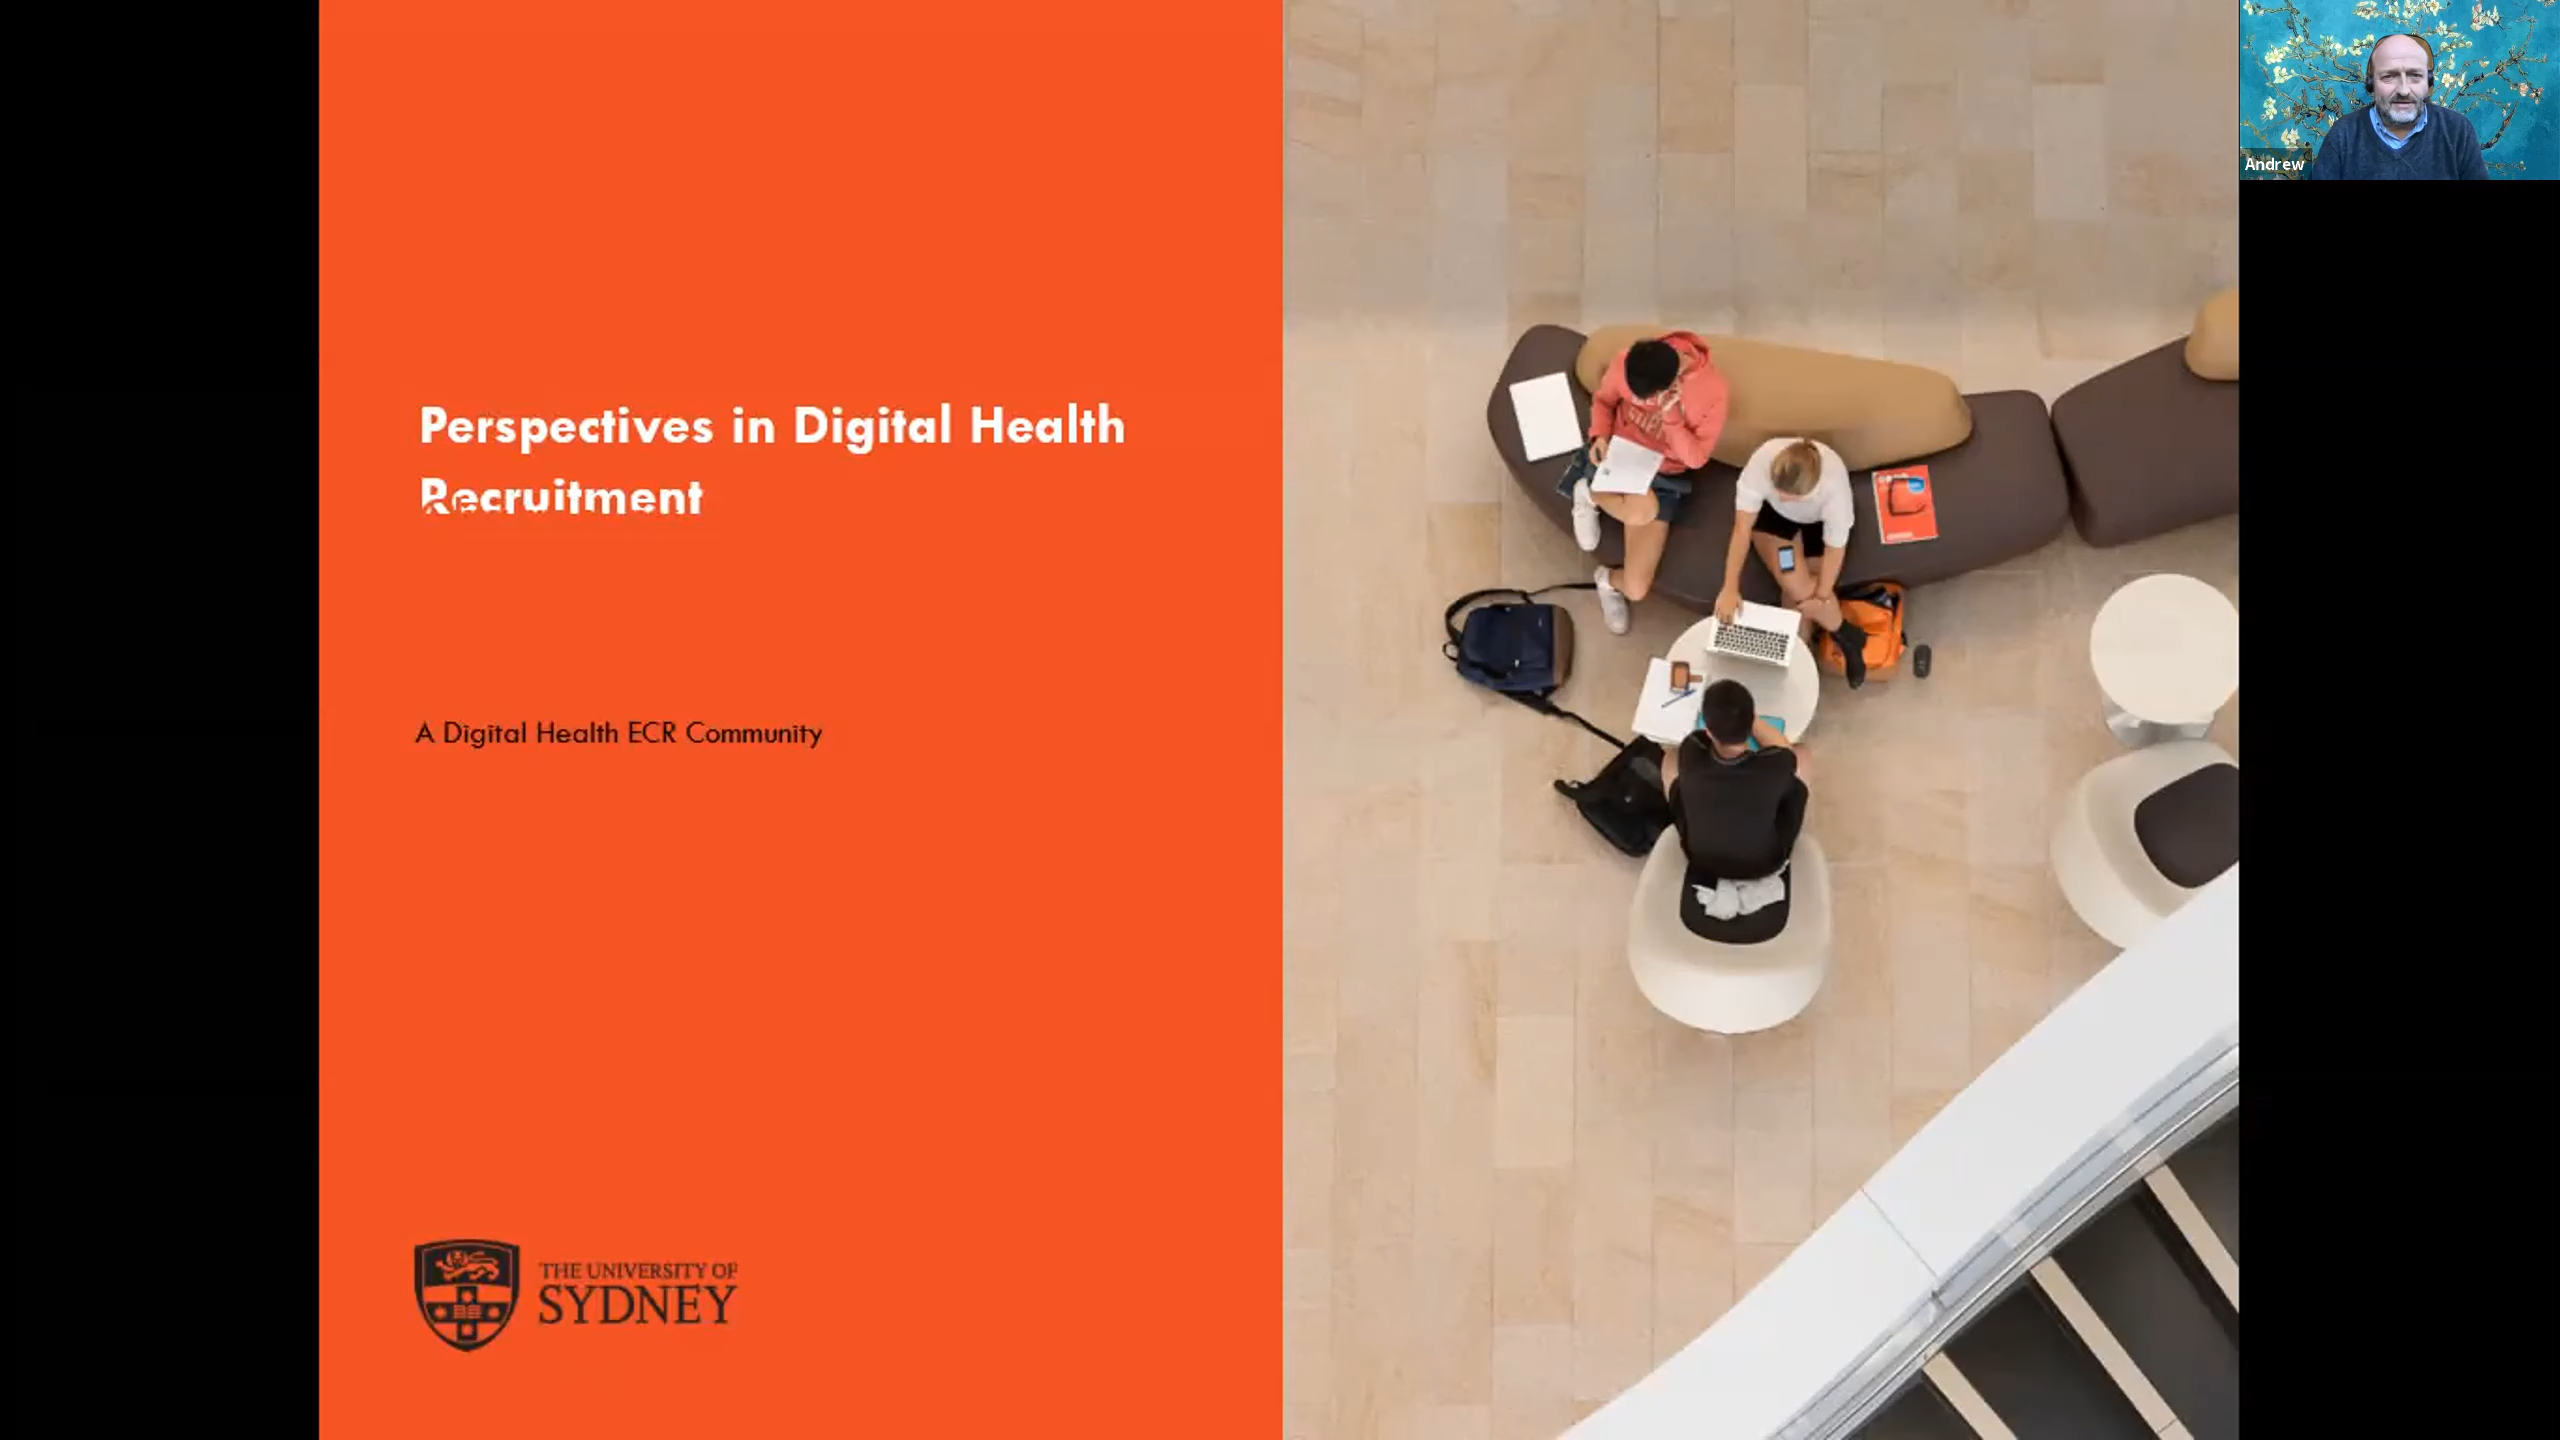 Perspectives in Digital Health
Recruitment
A Digital Health ECR Community
THE UNIVERSITY OF
SYDNEY
Andrew